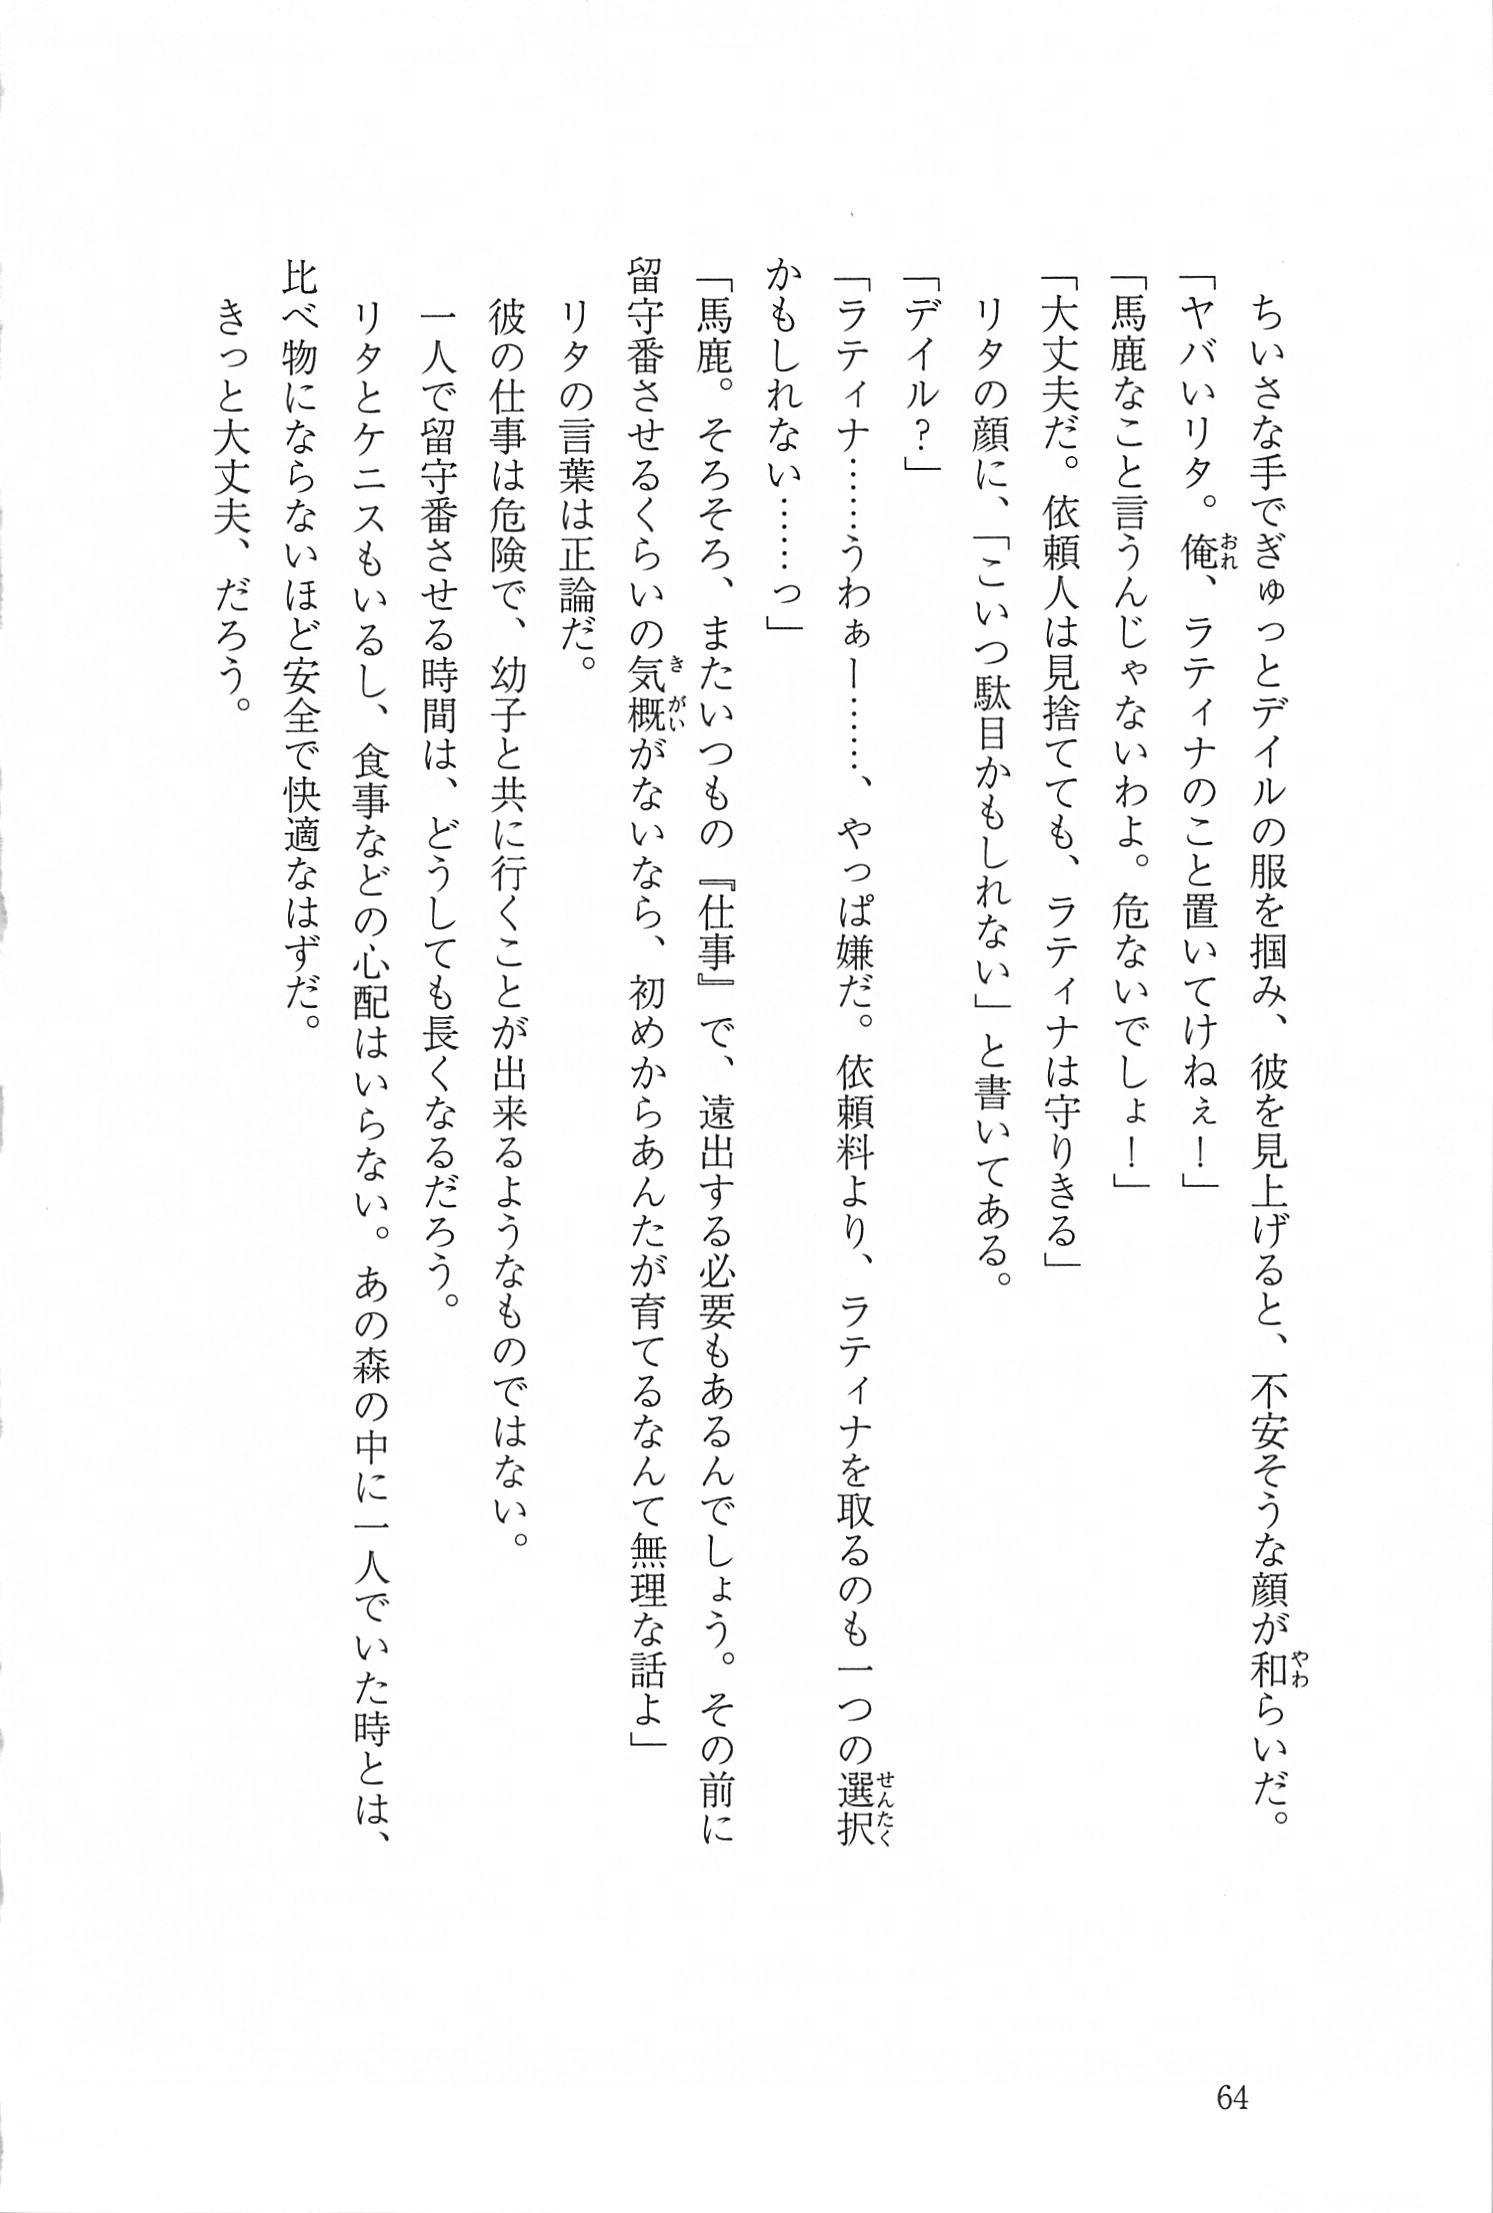 ちいさな手でぎゅっとデイルの服を掴み、彼を見上げると、不安そうな顔が和らいだ。
「ヤバいリタ。俺、ラティナのこと置いてけねぇ！」
「馬鹿なこと言うんじゃないわよ。危ないでしょ！」
「大丈夫だ。依頼人は見捨てても、ラティナは守りきる」
リタの顔に、「こいつ駄目かもしれない」と書いてある。
「デイル？」
「ラティナ……うわぁー……、やっぱ嫌だ。依頼料より、ラティナを取るのも一つの選択
かもしれない……っ」
「馬鹿。そろそろ、またいつもの『仕事』で、遠出する必要もあるんでしょう。その前に
留守番させるくらいの気概がないなら、初めからあんたが育てるなんて無理な話よ」
リタの言葉は正論だ。
彼の仕事は危険で、幼子と共に行くことが出来るようなものではない。
一人で留守番させる時間は、どうしても長くなるだろう。
リタとケニスもいるし、食事などの心配はいらない。あの森の中に一人でいた時とは、
比べ物にならないほど安全で快適なはずだ。
きっと大丈夫、だろう。
64